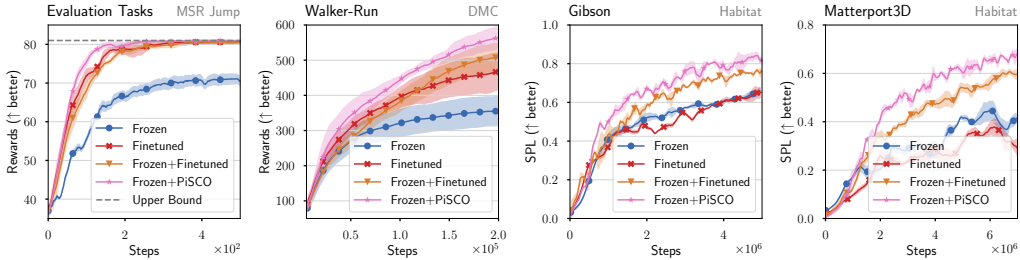 Evaluation Tasks MSR Jump
Rewards (↑ better)
80
70
60
50
40
Frozen
Finetuned
Frozen+Finetuned
Frozen+PiSCO
Upper Bound
0 2 4
Steps ×10²
Walker-Run DMC
Rewards (↑ better)
600
500
400
300
200
100
Frozen
Finetuned
Frozen+Finetuned
Frozen+PiSCO
0.5 1.0 1.5 2.0
Steps ×10⁵
Gibson Habitat
SPL (↑ better)
1.0
0.8
0.6
0.4
0.2
0.0
Frozen
Finetuned
Frozen+Finetuned
Frozen+PiSCO
0 2 4
Steps ×10⁶
Matterport3D Habitat
SPL (↑ better)
0.8
0.6
0.4
0.2
0.0
Frozen
Finetuned
Frozen+Finetuned
Frozen+PiSCO
0 2 4 6
Steps ×10⁶